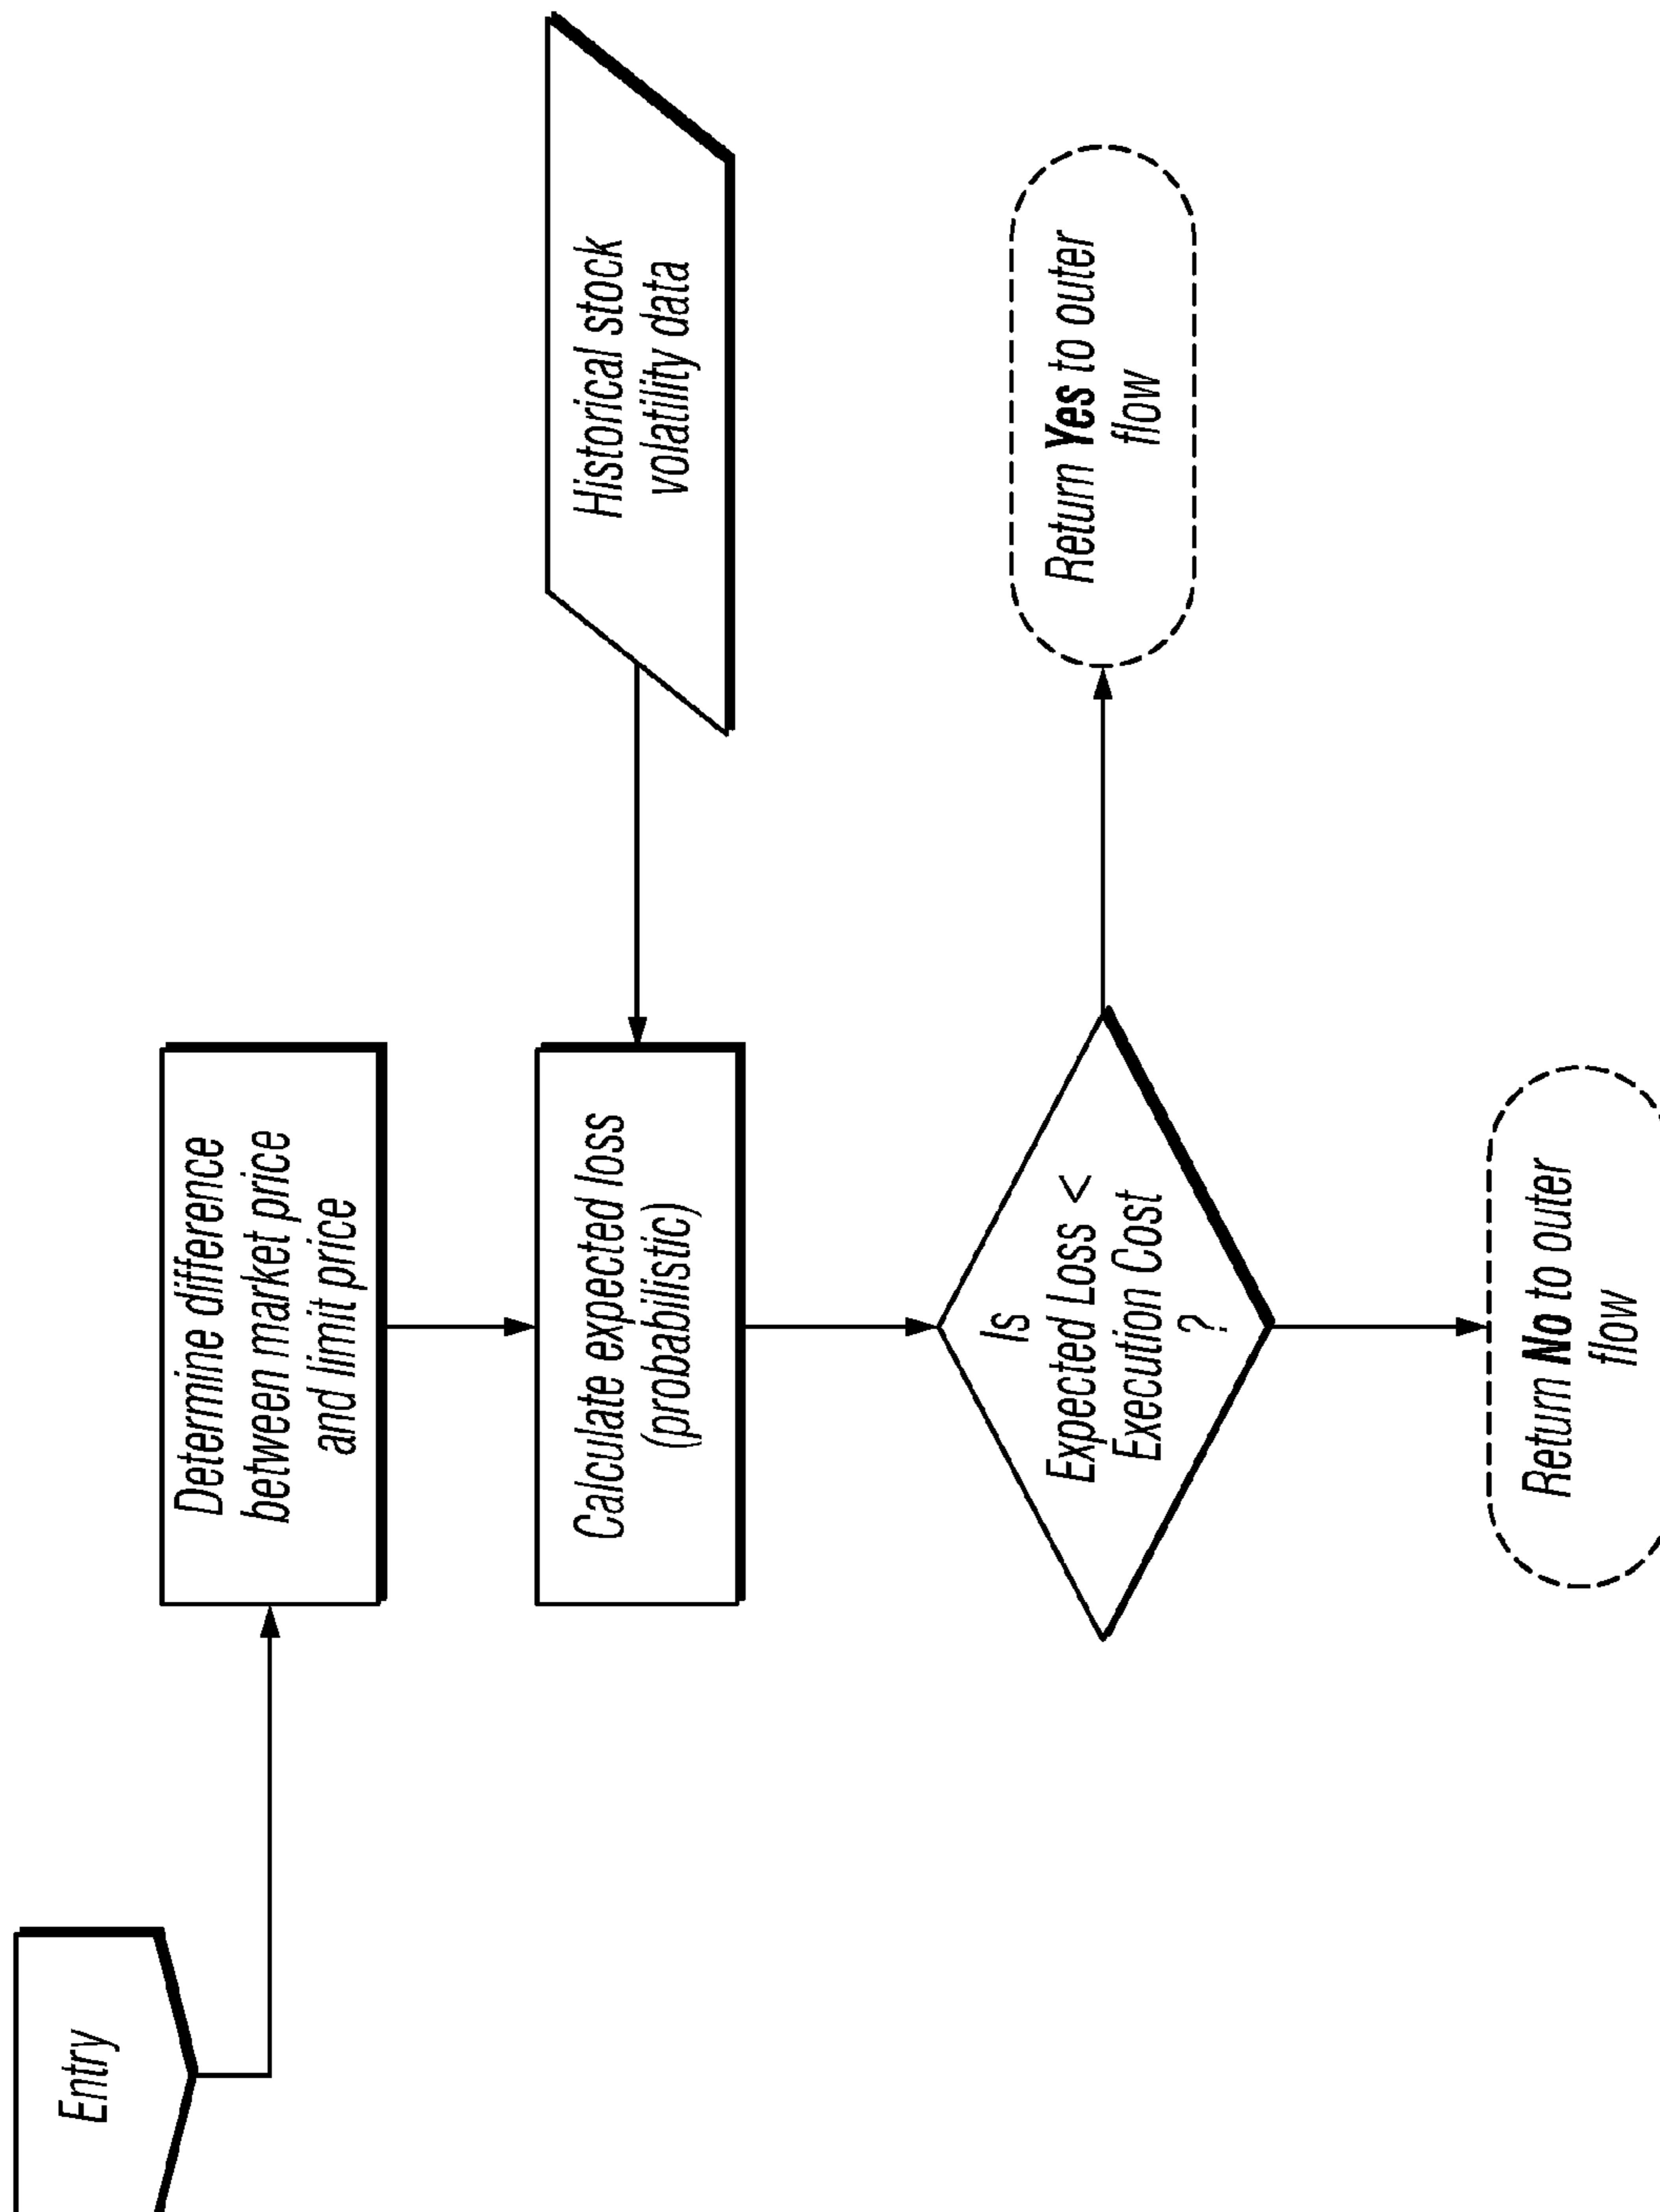 Entry
Determine difference
between market price
and limit price
Calculate expected loss
(probabilistic)
Historical stock
volatility data
Is
Expected Loss <
Execution Cost
?
Return Yes to outer
flow
Return No to outer
flow